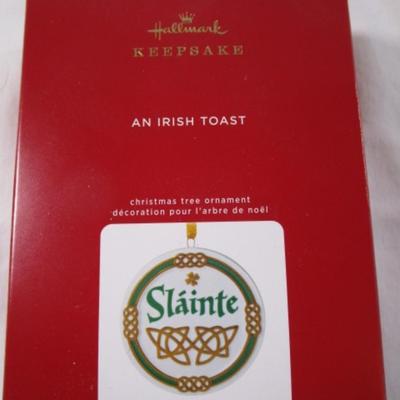 Hallmark
KEEPSAKE
AN IRISH TOAST
christmas tree ornament
décoration pour l'arbre de noël
Sláinte